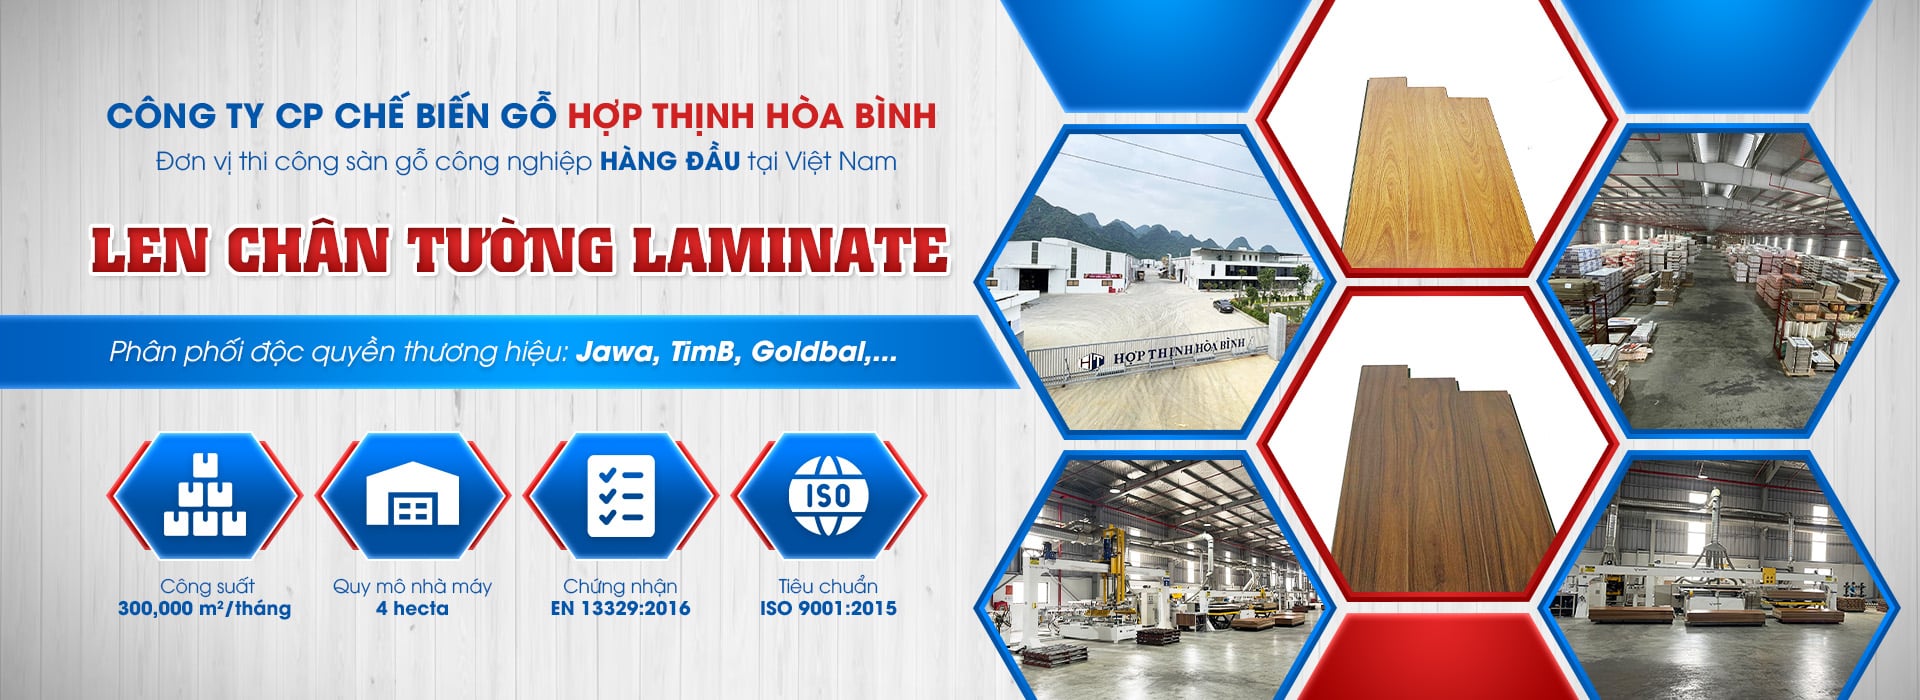 CÔNG TY CP CHẾ BIẾN GỖ HỢP THỊNH HÒA BÌNH
Đơn vị thi công sàn gỗ công nghiệp HÀNG ĐẦU tại Việt Nam
LEN CHÂN TƯỜNG LAMINATE
Phân phối độc quyền thương hiệu: Jawa, TimB, Goldbal,...
ISO
Công suất
300,000 m²/tháng
Quy mô nhà máy
4 hecta
Chứng nhận
EN 13329:2016
Tiêu chuẩn
ISO 9001:2015
HỢP THỊNH HÒA BÌNH